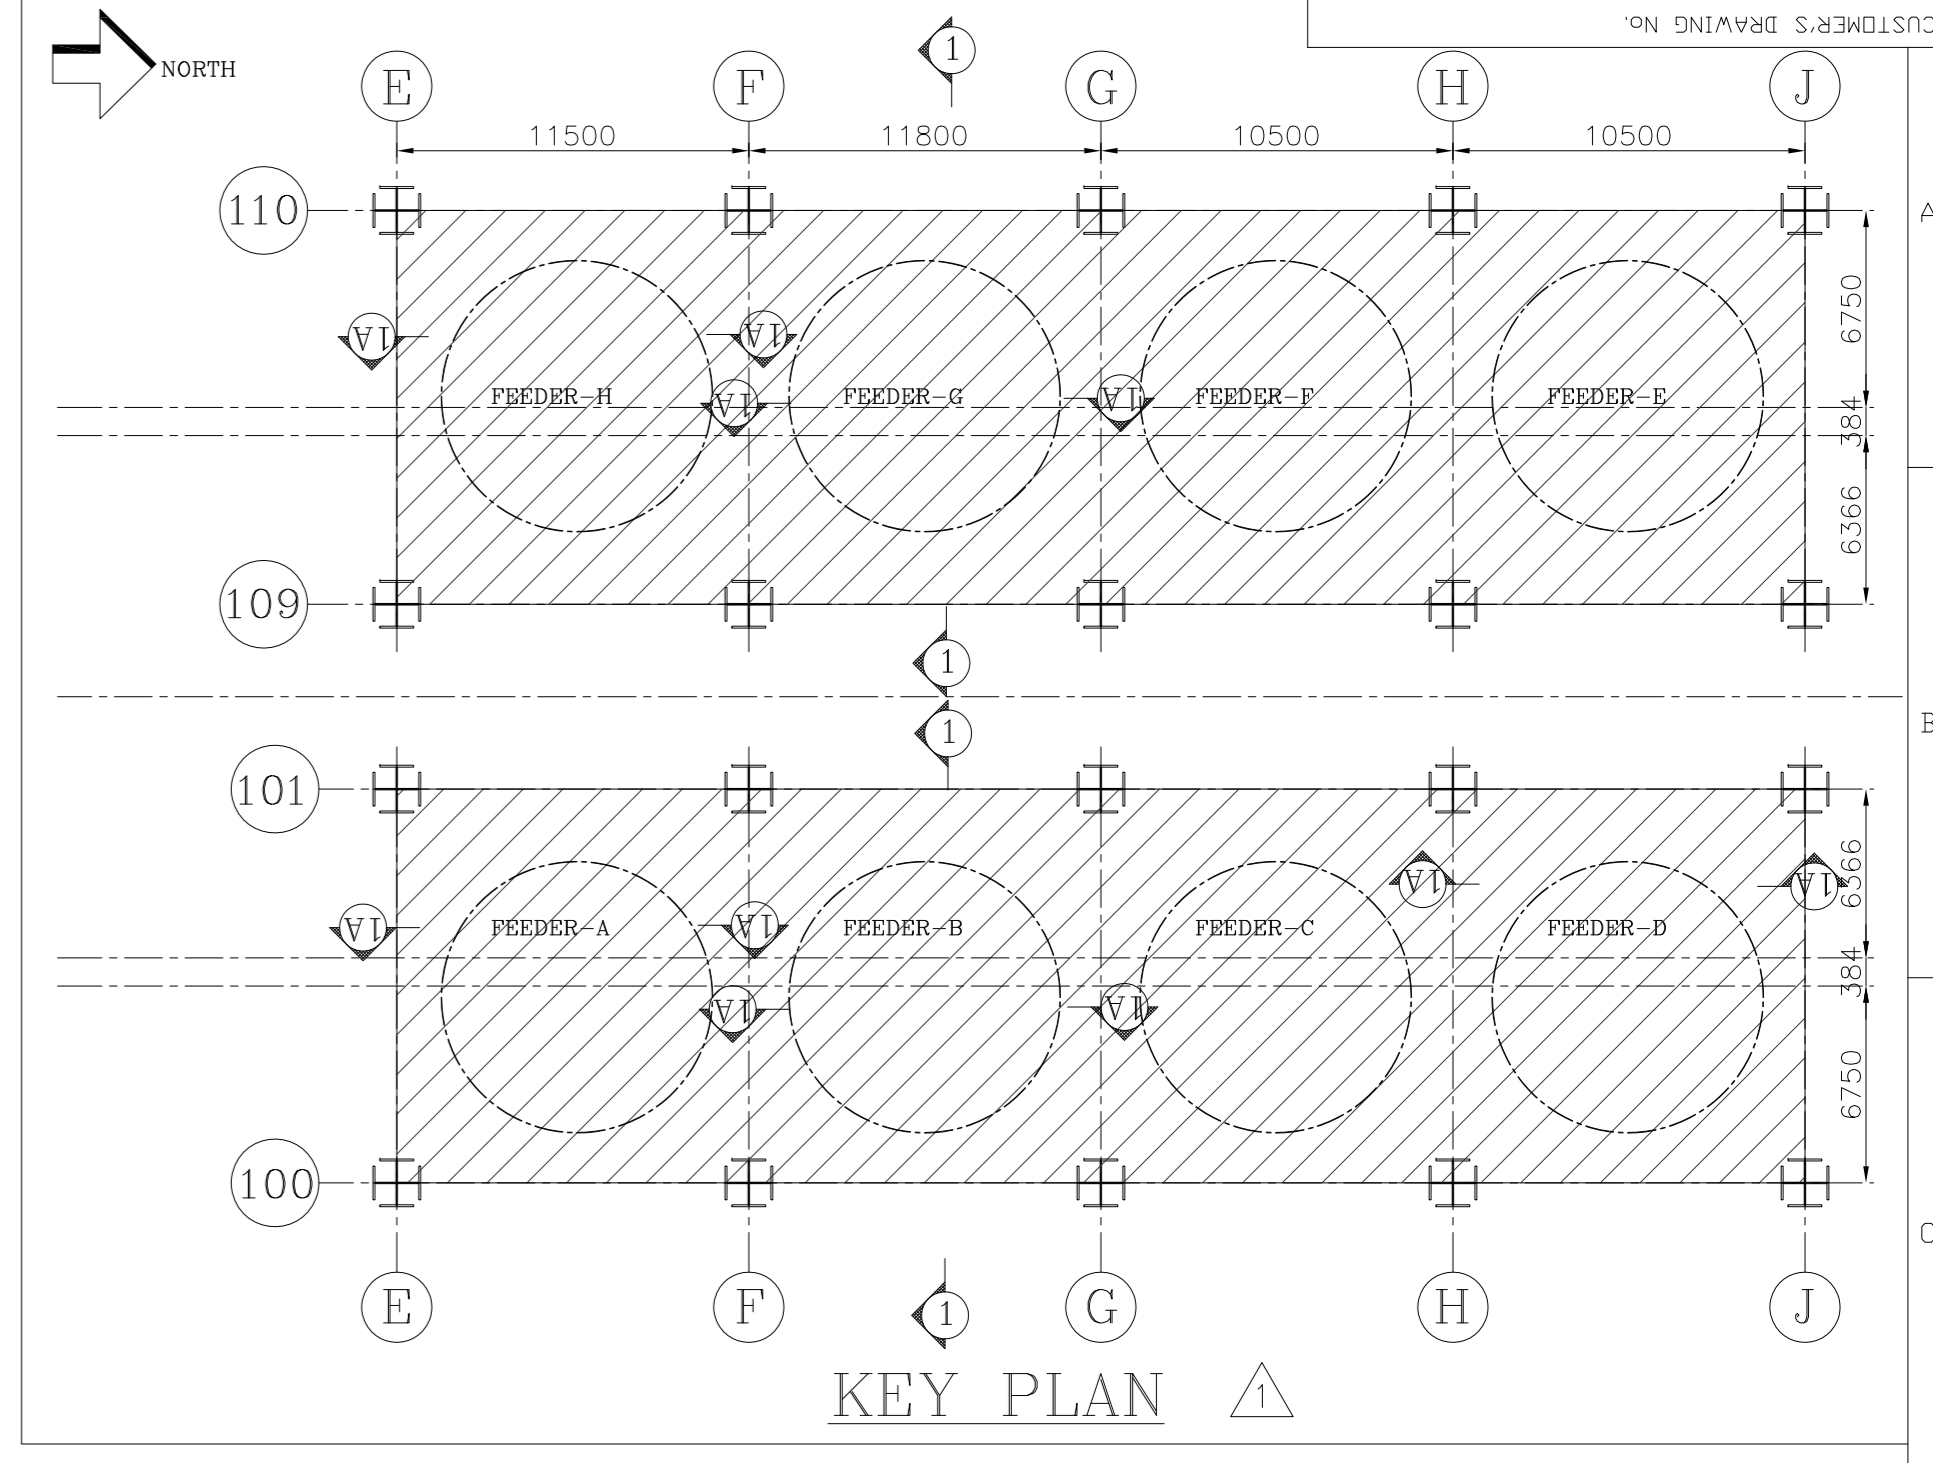 CUSTOMER'S DRAWING No.
1
NORTH
E F G H J
11500 11800 10500 10500
110
A
6750
1A 1A
FEEDER-H FEEDER-G FEEDER-F FEEDER-E
1A 1A
384
6366
109
1
B
1
101
6366
1A 1A
1A 1A
FEEDER-A FEEDER-B FEEDER-C FEEDER-D
384
1A 1A
6750
100
C
E F G H J
1
KEY PLAN 1